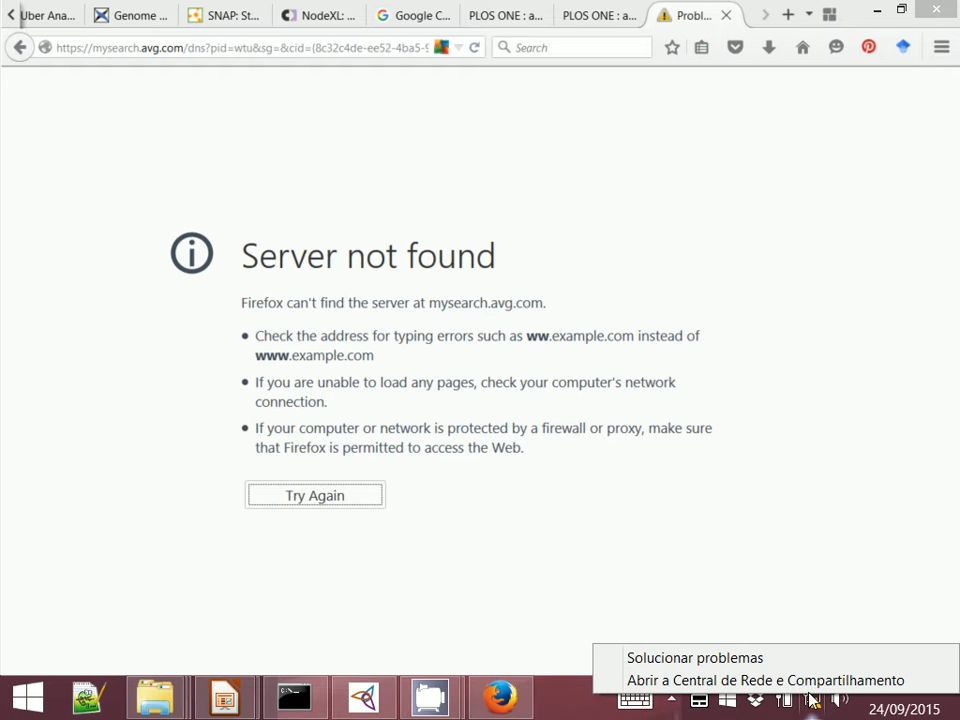 Uber Ana...
Genome ...
SNAP: St...
NodeXL: ...
Google C...
PLOS ONE : a...
PLOS ONE : a...
Probl...
https://mysearch.avg.com/dns?pid=wtu&sg=&cid={8c32c4de-ee52-4ba5-9
Search
Server not found
Firefox can't find the server at mysearch.avg.com.
• Check the address for typing errors such as ww.example.com instead of
www.example.com
• If you are unable to load any pages, check your computer's network
connection.
• If your computer or network is protected by a firewall or proxy, make sure
that Firefox is permitted to access the Web.
Try Again
Solucionar problemas
Abrir a Central de Rede e Compartilhamento
24/09/2015